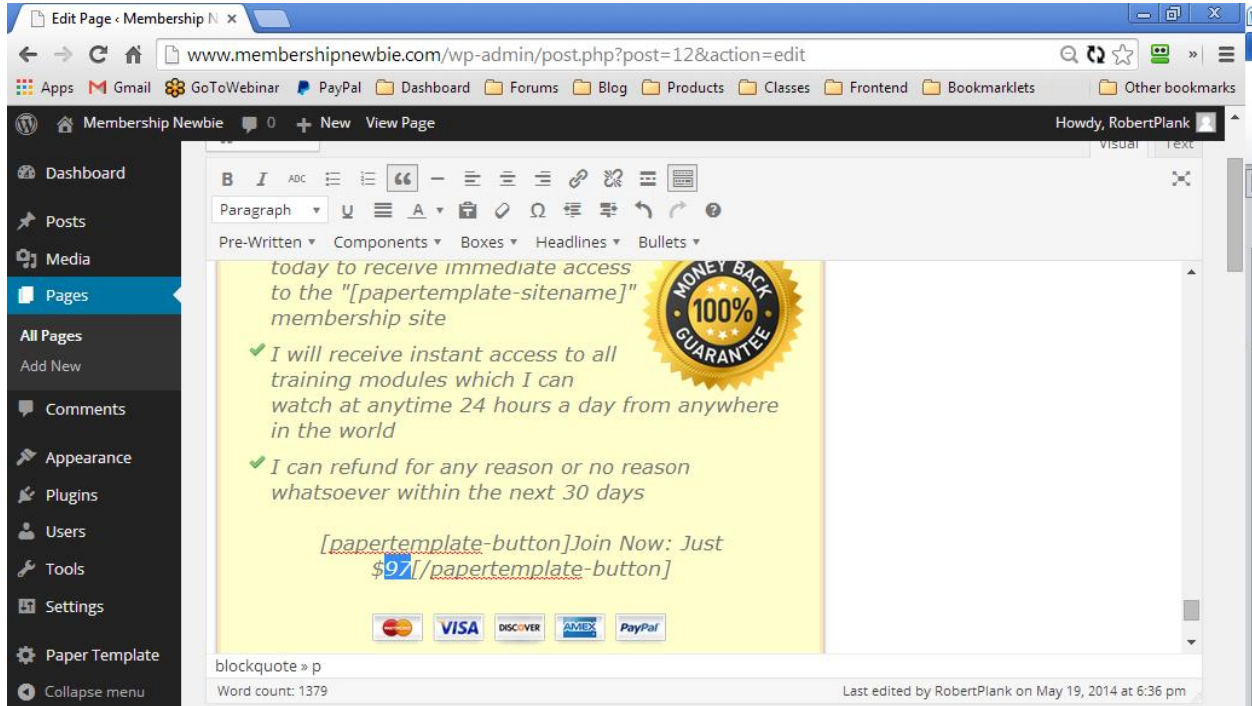 Edit Page ‹ Membership N ×
www.membershipnewbie.com/wp-admin/post.php?post=12&action=edit
Apps Gmail GoToWebinar PayPal Dashboard Forums Blog Products Classes Frontend Bookmarklets Other bookmarks
Membership Newbie 0 + New View Page Howdy, RobertPlank
Visual Text
Dashboard
Posts
Media
Pages
All Pages
Add New
Comments
Appearance
Plugins
Users
Tools
Settings
Paper Template
Collapse menu
B I ABC
Paragraph U A Ω
Pre-Written Components Boxes Headlines Bullets
today to receive immediate access
to the "[papertemplate-sitename]"
membership site
I will receive instant access to all
training modules which I can
watch at anytime 24 hours a day from anywhere
in the world
I can refund for any reason or no reason
whatsoever within the next 30 days
[papertemplate-button]Join Now: Just
$97[/papertemplate-button]
MONEY BACK
100%
GUARANTEE
VISA DISCOVER AMEX PayPal
blockquote » p
Word count: 1379 Last edited by RobertPlank on May 19, 2014 at 6:36 pm